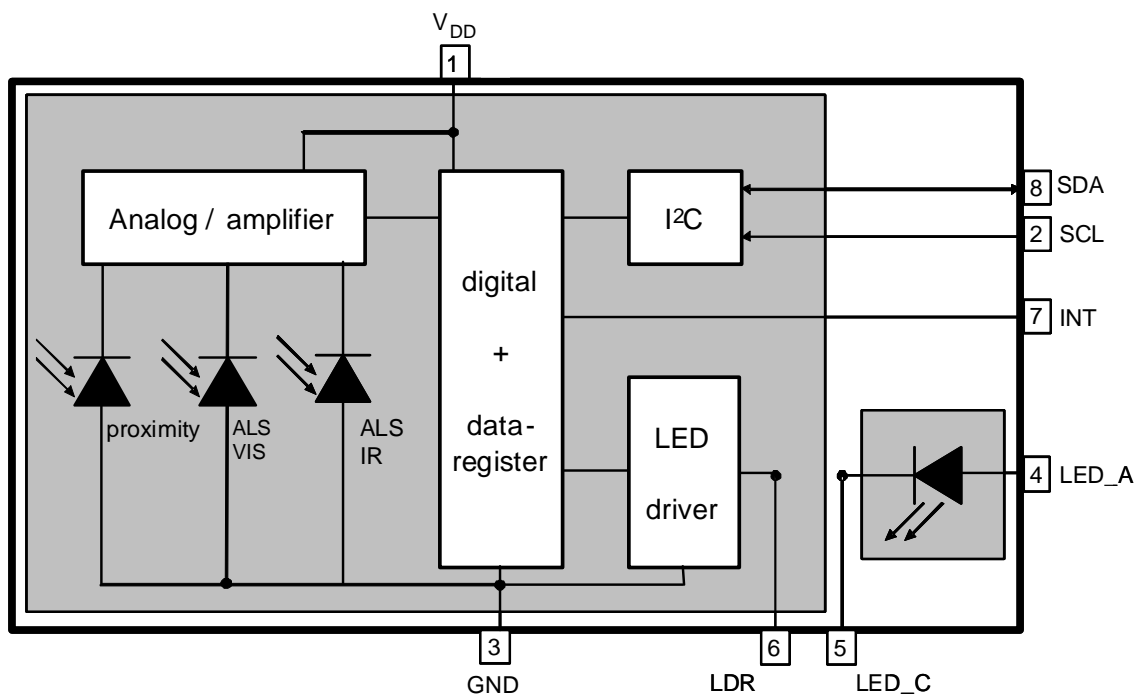 V DD
1
Analog / amplifier
I²C
8 SDA
2 SCL
digital
+
data-
register
7 INT
proximity
ALS
VIS
ALS
IR
LED
driver
4 LED_A
3
GND
6
LDR
5
LED_C